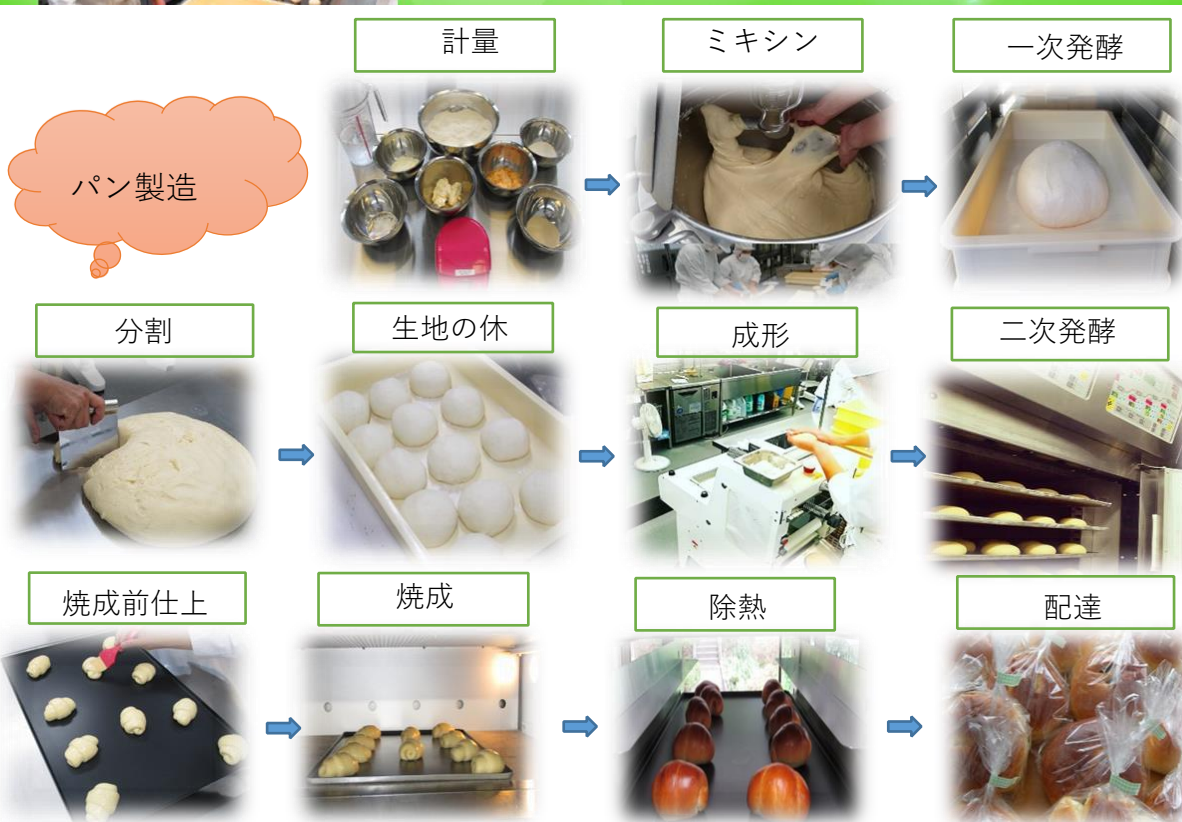 計量
ミキシン
一次発酵
パン製造
分割
生地の休
成形
二次発酵
焼成前仕上
焼成
除熱
配達